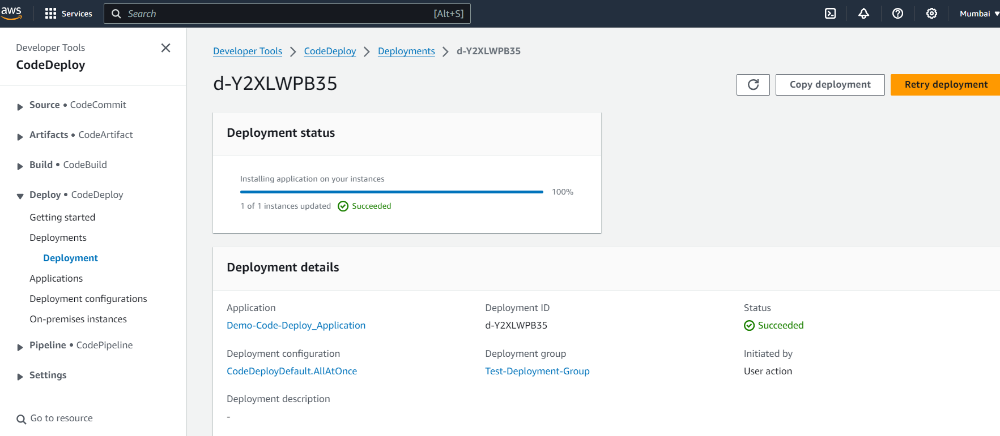 aws
Services
Search [Alt+S]
Mumbai
Developer Tools
CodeDeploy
Source • CodeCommit
Artifacts • CodeArtifact
Build • CodeBuild
Deploy • CodeDeploy
Getting started
Deployments
Deployment
Applications
Deployment configurations
On-premises instances
Pipeline • CodePipeline
Settings
Go to resource
Developer Tools > CodeDeploy > Deployments > d-Y2XLWPB35
d-Y2XLWPB35
Copy deployment
Retry deployment
Deployment status
Installing application on your instances
100%
1 of 1 instances updated Succeeded
Deployment details
Application
Demo-Code-Deploy_Application
Deployment ID
d-Y2XLWPB35
Status
Succeeded
Deployment configuration
CodeDeployDefault.AllAtOnce
Deployment group
Test-Deployment-Group
Initiated by
User action
Deployment description
-